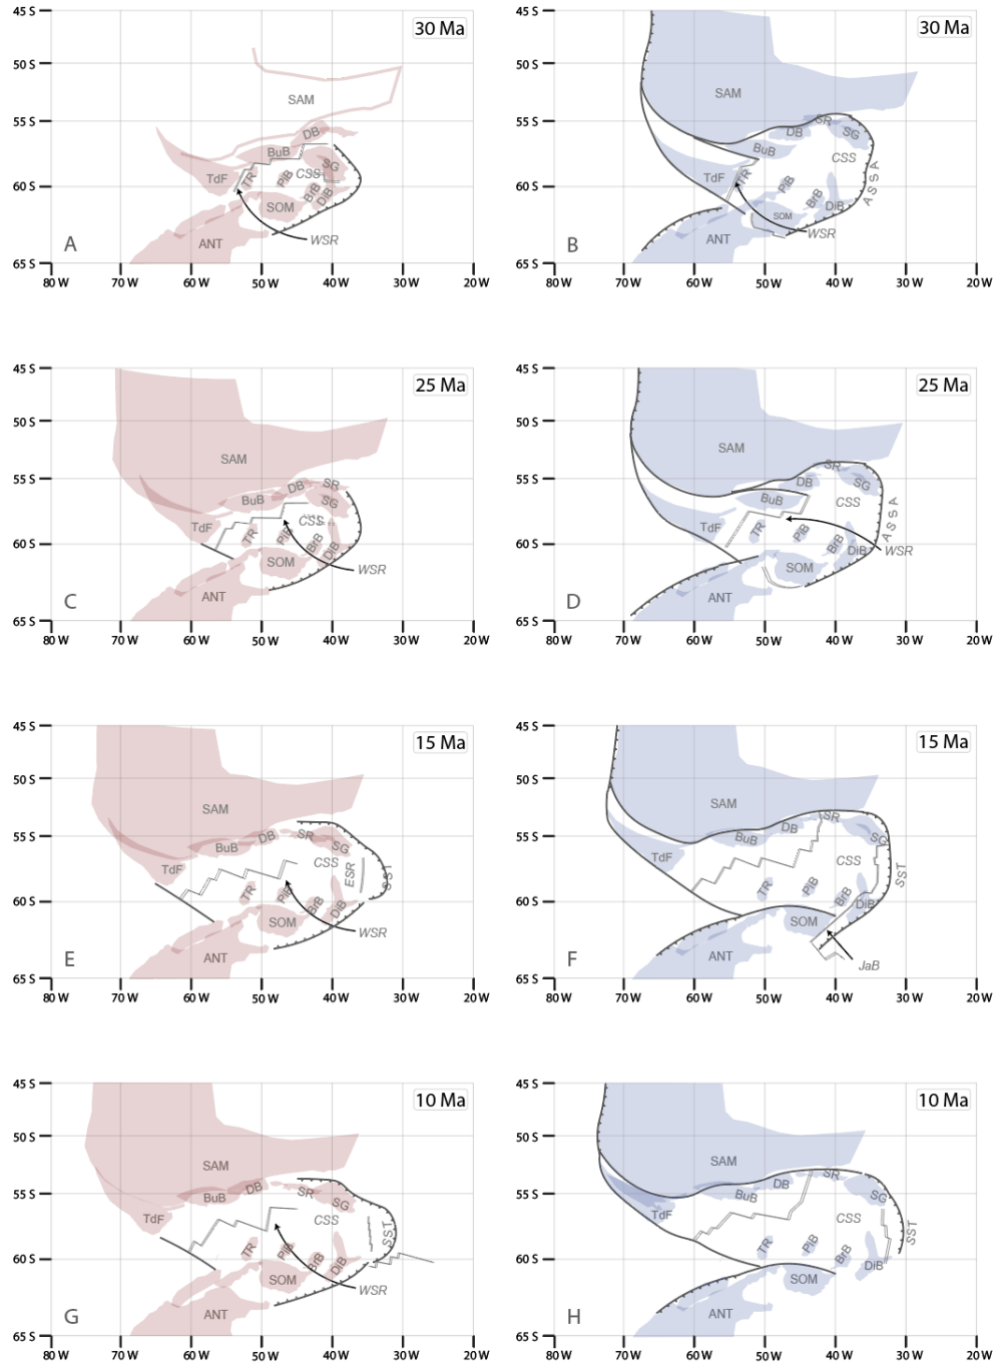 45 S
30 Ma
50 S
SAM
55 S
DB
BuB
SG
CSS
TdF
TR
PiB
BrB
DiB
60 S
SOM
ANT
WSR
A
65 S
80 W 70 W 60 W 50 W 40 W 30 W 20 W
45 S
30 Ma
50 S
SAM
55 S
SR
DB
SG
BuB
CSS
TdF
TR
PiB
BrB
DiB
ASSA
60 S
SOM
ANT
WSR
B
65 S
80 W 70 W 60 W 50 W 40 W 30 W 20 W
45 S
25 Ma
50 S
SAM
55 S
DB
SR
BuB
SG
CSS
TdF
TR
PiB
BrB
DiB
60 S
SOM
WSR
ANT
C
65 S
80 W 70 W 60 W 50 W 40 W 30 W 20 W
45 S
25 Ma
50 S
SAM
SR
55 S
DB
SG
BuB
CSS
TdF
TR
PiB
BrB
DiB
ASSA
WSR
60 S
SOM
ANT
D
65 S
80 W 70 W 60 W 50 W 40 W 30 W 20 W
45 S
15 Ma
50 S
SAM
55 S
DB
SR
BuB
SG
CSS
ESR
SST
TdF
TR
PiB
BrB
DiB
60 S
SOM
WSR
ANT
E
65 S
80 W 70 W 60 W 50 W 40 W 30 W 20 W
45 S
15 Ma
50 S
SAM
SR
55 S
DB
BuB
SG
CSS
SST
TdF
TR
PiB
BrB
DiB
60 S
SOM
ANT
JaB
F
65 S
80 W 70 W 60 W 50 W 40 W 30 W 20 W
45 S
10 Ma
50 S
SAM
55 S
BuB
DB
SR
SG
TdF
CSS
SST
TR
PiB
BrB
DiB
60 S
SOM
WSR
ANT
G
65 S
80 W 70 W 60 W 50 W 40 W 30 W 20 W
45 S
10 Ma
50 S
SAM
55 S
DB
SR
BuB
SG
TdF
CSS
SST
TR
PiB
BrB
DiB
60 S
SOM
ANT
H
65 S
80 W 70 W 60 W 50 W 40 W 30 W 20 W